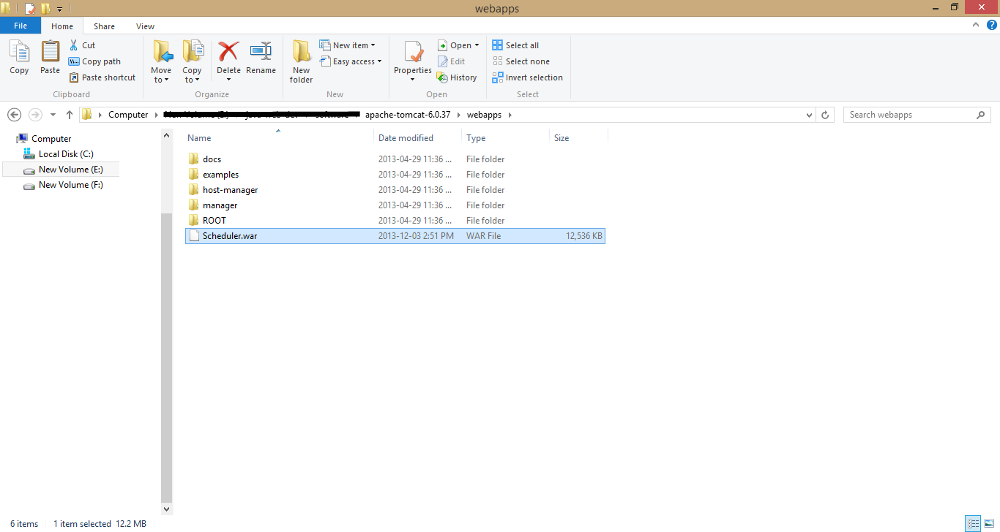 webapps
File Home Share View
Copy Paste Cut Copy path Paste shortcut
Clipboard
Move to Copy to Delete Rename
Organize
New folder New item Easy access
New
Properties Open Edit History
Open
Select all Select none Invert selection
Select
Computer apache-tomcat-6.0.37 webapps
Search webapps
Computer
Local Disk (C:)
New Volume (E:)
New Volume (F:)
Name Date modified Type Size
docs 2013-04-29 11:36 ... File folder
examples 2013-04-29 11:36 ... File folder
host-manager 2013-04-29 11:36 ... File folder
manager 2013-04-29 11:36 ... File folder
ROOT 2013-04-29 11:36 ... File folder
Scheduler.war 2013-12-03 2:51 PM WAR File 12,536 KB
6 items 1 item selected 12.2 MB